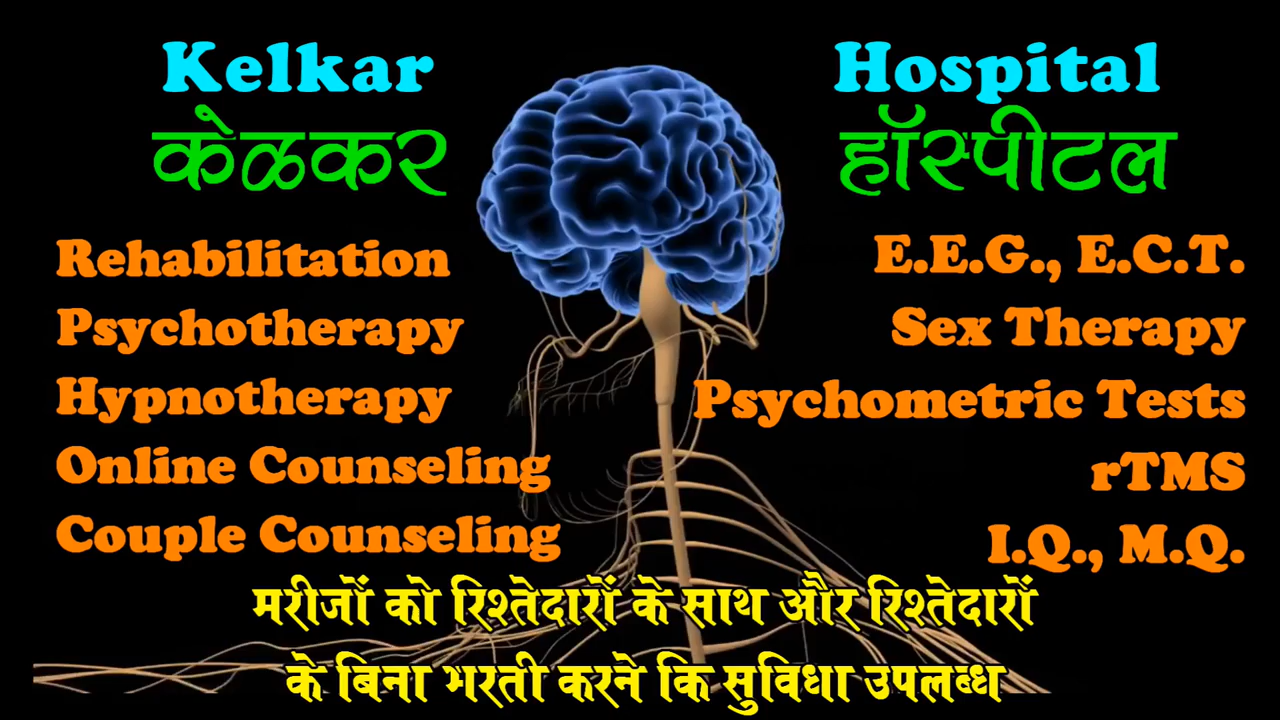 Kelkar Hospital
केळकर हॉस्पीटल
Rehabilitation
Psychotherapy
Hypnotherapy
Online Counseling
Couple Counseling
E.E.G., E.C.T.
Sex Therapy
Psychometric Tests
rTMS
I.Q., M.Q.
मरीजों को रिश्तेदारों के साथ और रिश्तेदारों
के बिना भरती करने कि सुविधा उपलब्ध